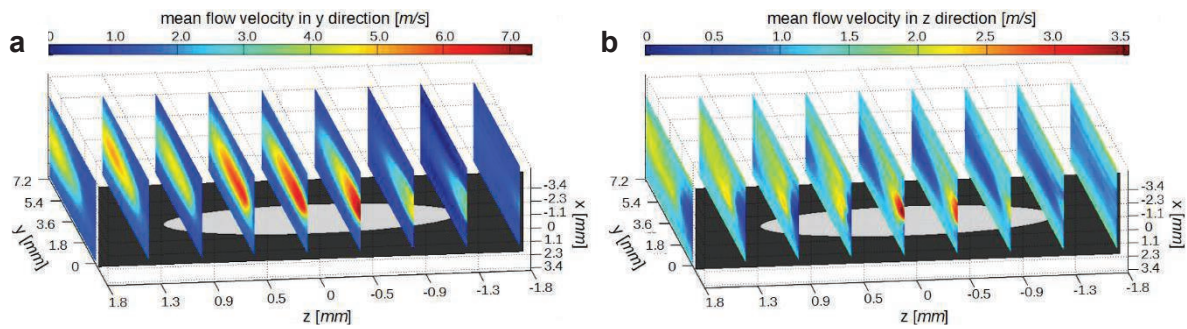 mean flow velocity in y direction [m/s]
a
0 1.0 2.0 3.0 4.0 5.0 6.0 7.0
7.2
5.4
3.6
1.8
0
y [mm]
-3.4
-2.3
-1.1
0
1.1
2.3
3.4
x [mm]
1.8 1.3 0.9 0.5 0 -0.5 -0.9 -1.3 -1.8
z [mm]
mean flow velocity in z direction [m/s]
b
0 0.5 1.0 1.5 2.0 2.5 3.0 3.5
7.2
5.4
3.6
1.8
0
y [mm]
-3.4
-2.3
-1.1
0
1.1
2.3
3.4
x [mm]
1.8 1.3 0.9 0.5 0 -0.5 -0.9 -1.3 -1.8
z [mm]